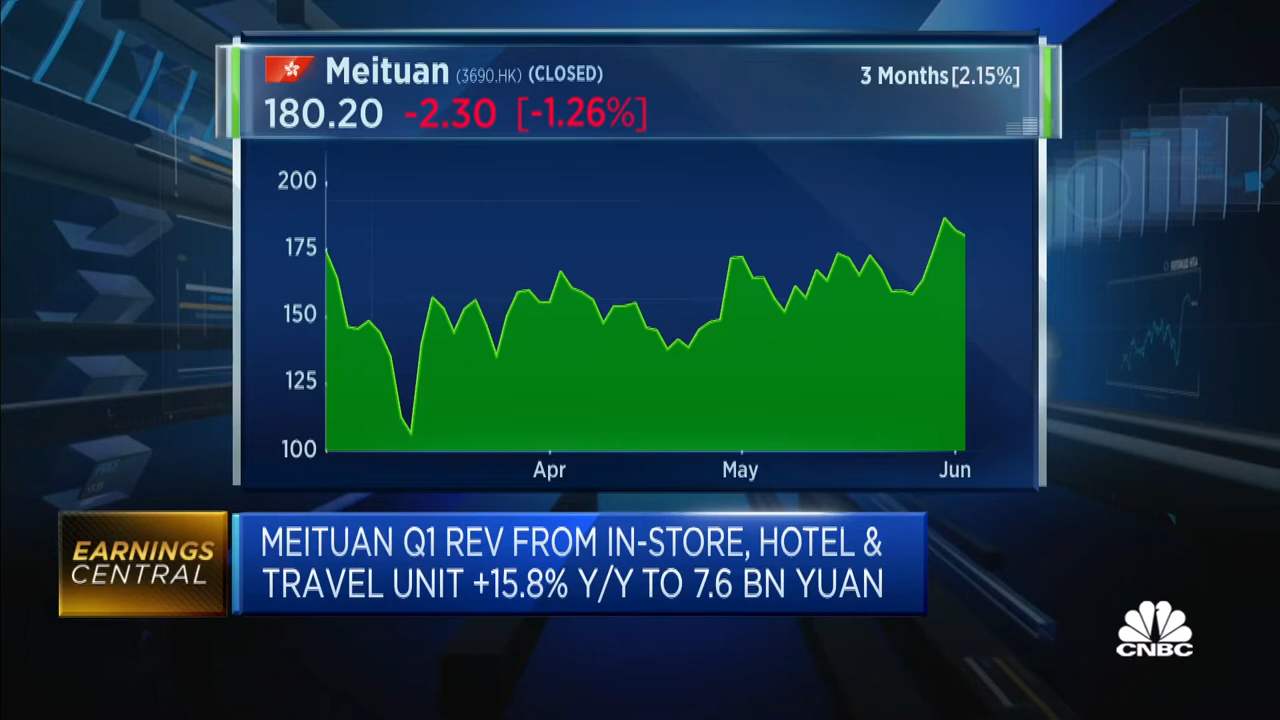 Meituan (3690.HK) (CLOSED)
3 Months[2.15%]
180.20 -2.30 [-1.26%]
200
175
150
125
100
Apr May Jun
EARNINGS
CENTRAL
MEITUAN Q1 REV FROM IN-STORE, HOTEL &
TRAVEL UNIT +15.8% Y/Y TO 7.6 BN YUAN
CNBC